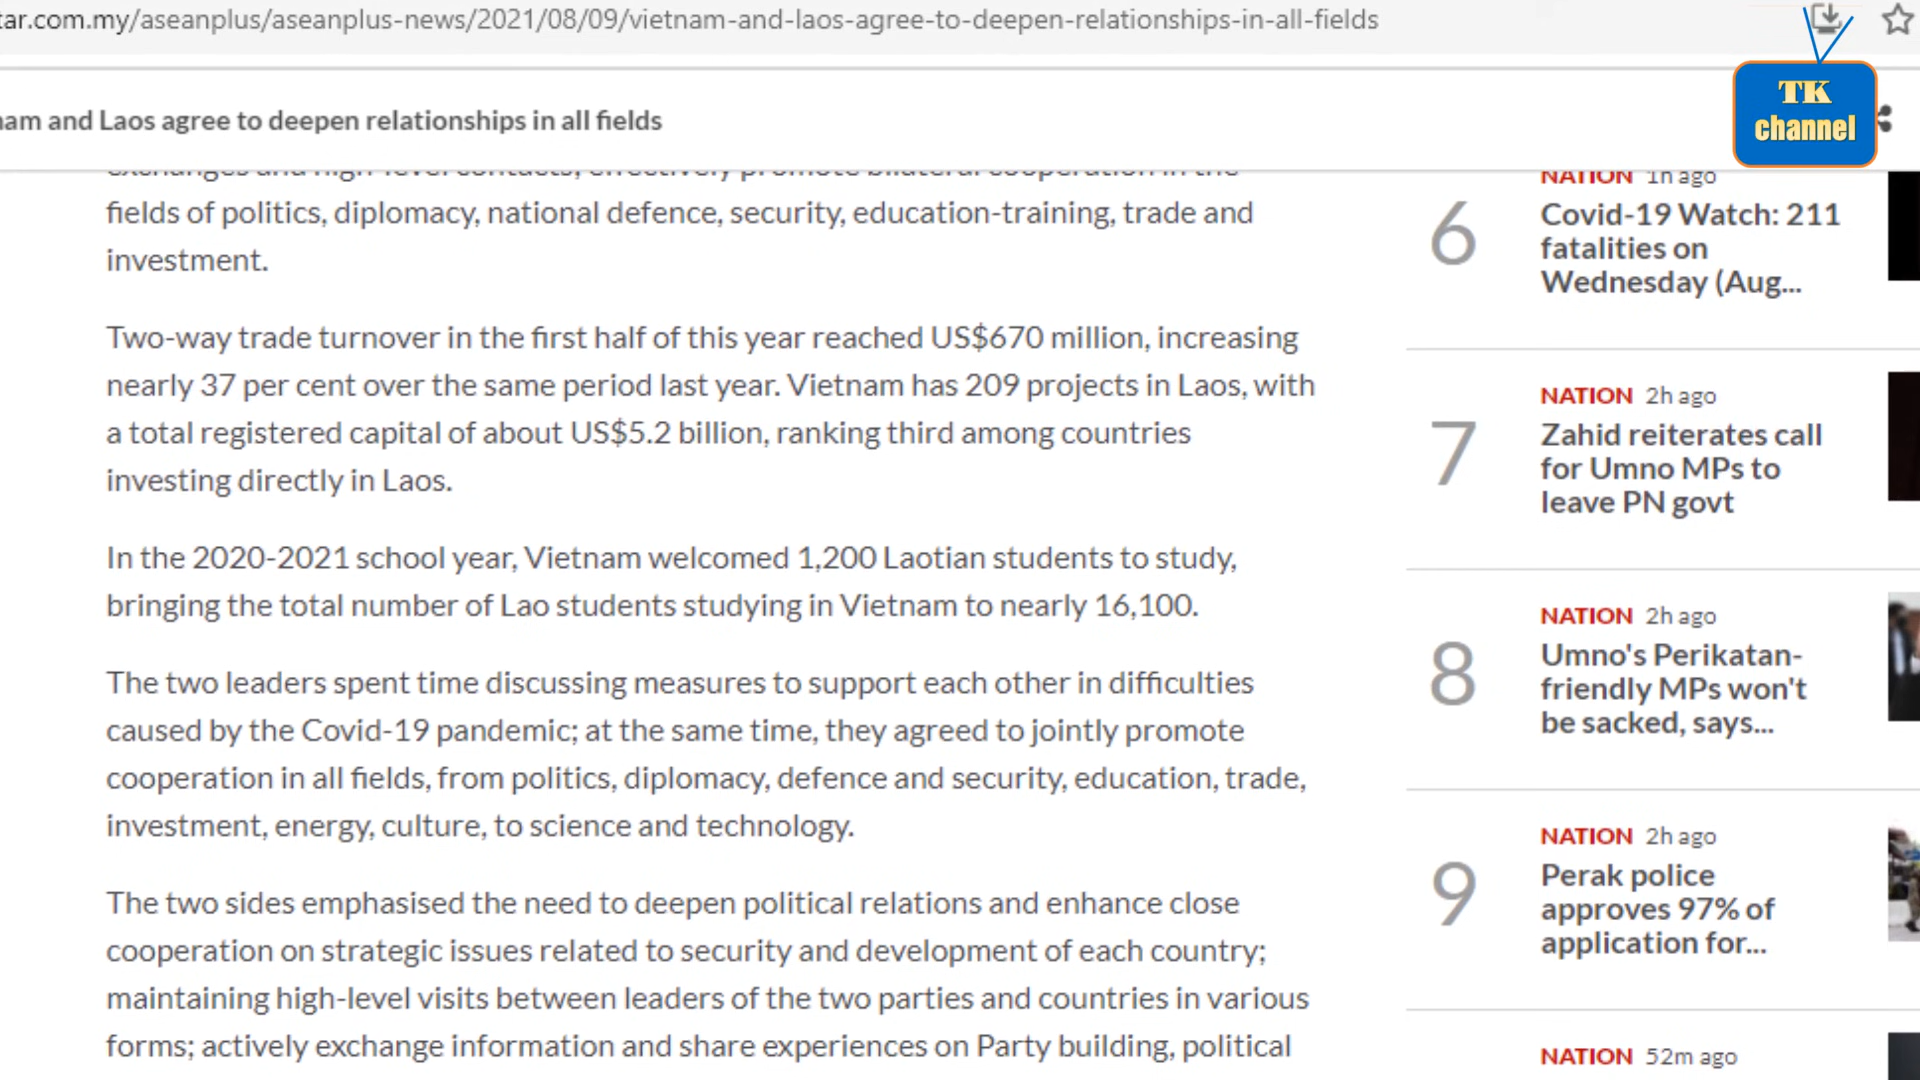 tar.com.my/aseanplus/aseanplus-news/2021/08/09/vietnam-and-laos-agree-to-deepen-relationships-in-all-fields
TK
channel
nam and Laos agree to deepen relationships in all fields
exchanges and high-level contacts, effectively promote bilateral cooperation in the
fields of politics, diplomacy, national defence, security, education-training, trade and
investment.
Two-way trade turnover in the first half of this year reached US$670 million, increasing
nearly 37 per cent over the same period last year. Vietnam has 209 projects in Laos, with
a total registered capital of about US$5.2 billion, ranking third among countries
investing directly in Laos.
In the 2020-2021 school year, Vietnam welcomed 1,200 Laotian students to study,
bringing the total number of Lao students studying in Vietnam to nearly 16,100.
The two leaders spent time discussing measures to support each other in difficulties
caused by the Covid-19 pandemic; at the same time, they agreed to jointly promote
cooperation in all fields, from politics, diplomacy, defence and security, education, trade,
investment, energy, culture, to science and technology.
The two sides emphasised the need to deepen political relations and enhance close
cooperation on strategic issues related to security and development of each country;
maintaining high-level visits between leaders of the two parties and countries in various
forms; actively exchange information and share experiences on Party building, political
6
NATION 1h ago
Covid-19 Watch: 211
fatalities on
Wednesday (Aug...
7
NATION 2h ago
Zahid reiterates call
for Umno MPs to
leave PN govt
8
NATION 2h ago
Umno's Perikatan-
friendly MPs won't
be sacked, says...
9
NATION 2h ago
Perak police
approves 97% of
application for...
NATION 52m ago